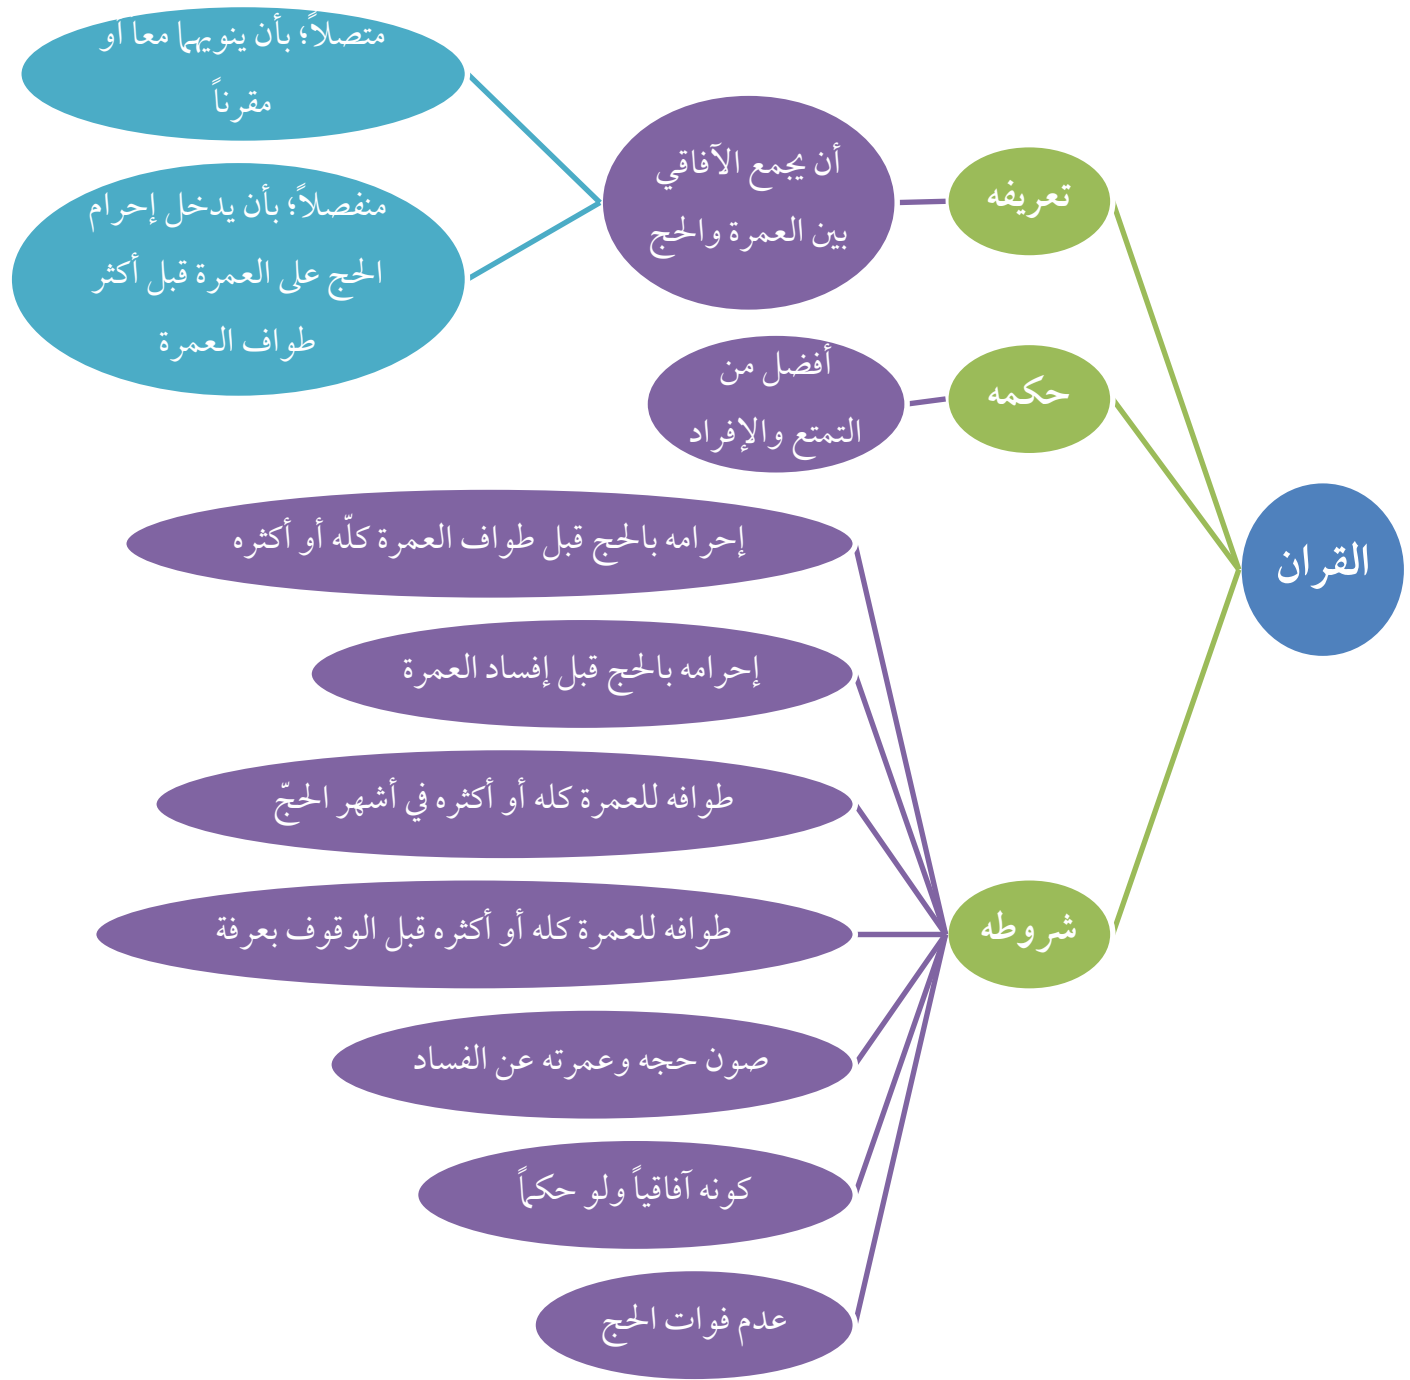 القران
تعريفه
أن يجمع الآفاقي
بين العمرة والحج
متصلاً؛ بأن ينويهما معاً أو
مقرناً
منفصلاً؛ بأن يدخل إحرام
الحج على العمرة قبل أكثر
طواف العمرة
حكمه
أفضل من
التمتع والإفراد
شروطه
إحرامه بالحج قبل طواف العمرة كلّه أو أكثره
إحرامه بالحج قبل إفساد العمرة
طوافه للعمرة كله أو أكثره في أشهر الحجّ
طوافه للعمرة كله أو أكثره قبل الوقوف بعرفة
صون حجه وعمرته عن الفساد
كونه آفاقياً ولو حكماً
عدم فوات الحج